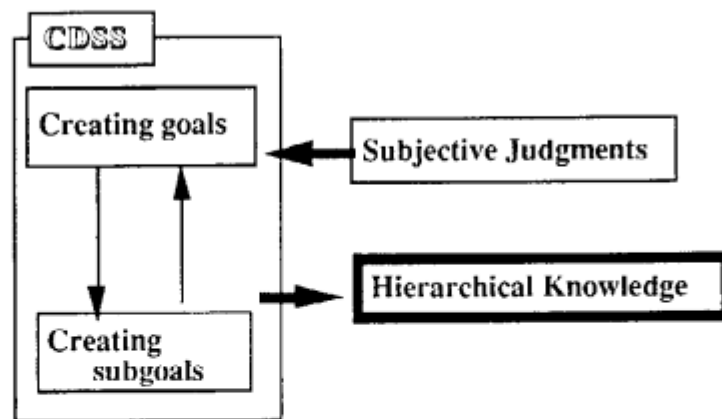 CDSS
Creating goals
Subjective Judgments
Hierarchical Knowledge
Creating
subgoals